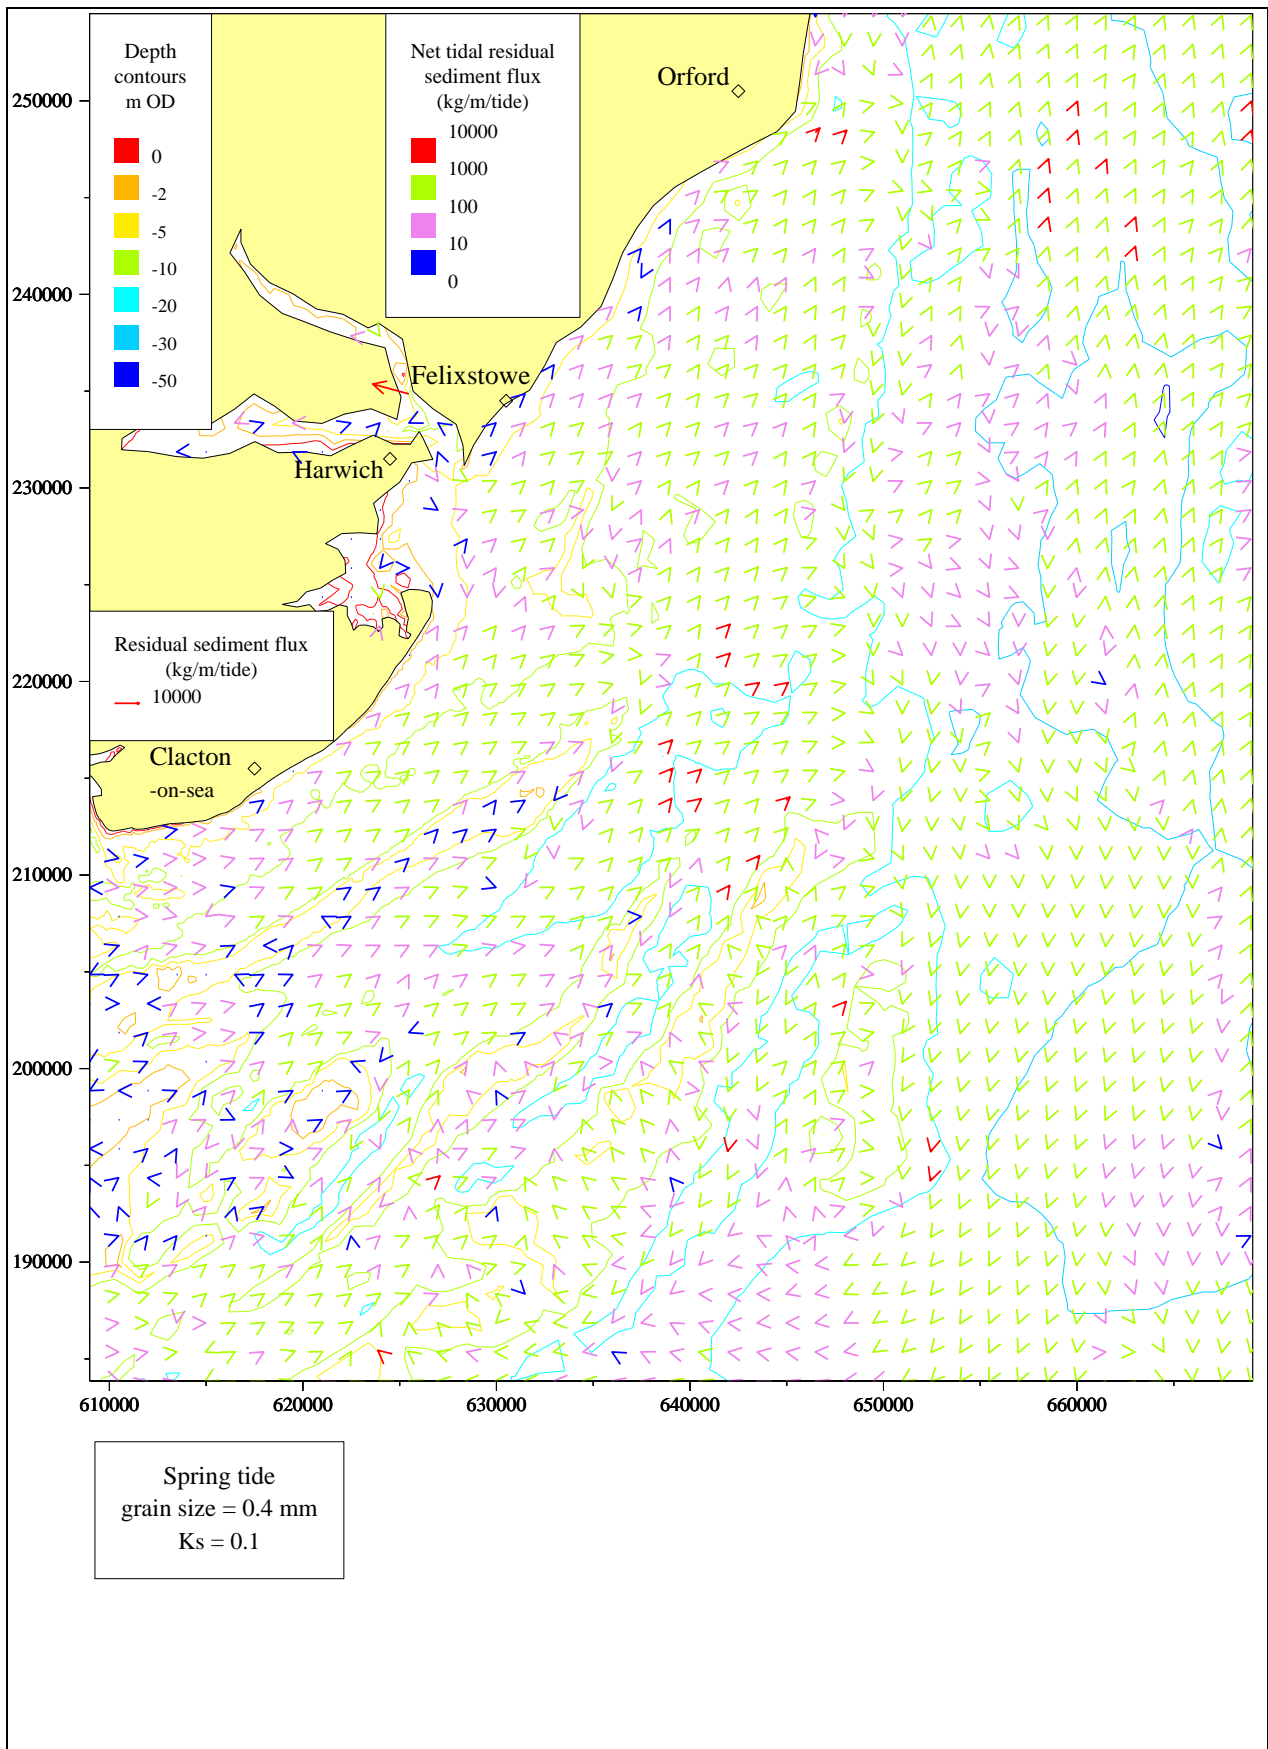 Depth
contours
m OD
0
-2
-5
-10
-20
-30
-50
Net tidal residual
sediment flux
(kg/m/tide)
10000
1000
100
10
0
Orford
Felixstowe
Harwich
Residual sediment flux
(kg/m/tide)
10000
Clacton
-on-sea
250000
240000
230000
220000
210000
200000
190000
610000 620000 630000 640000 650000 660000
Spring tide
grain size = 0.4 mm
Ks = 0.1